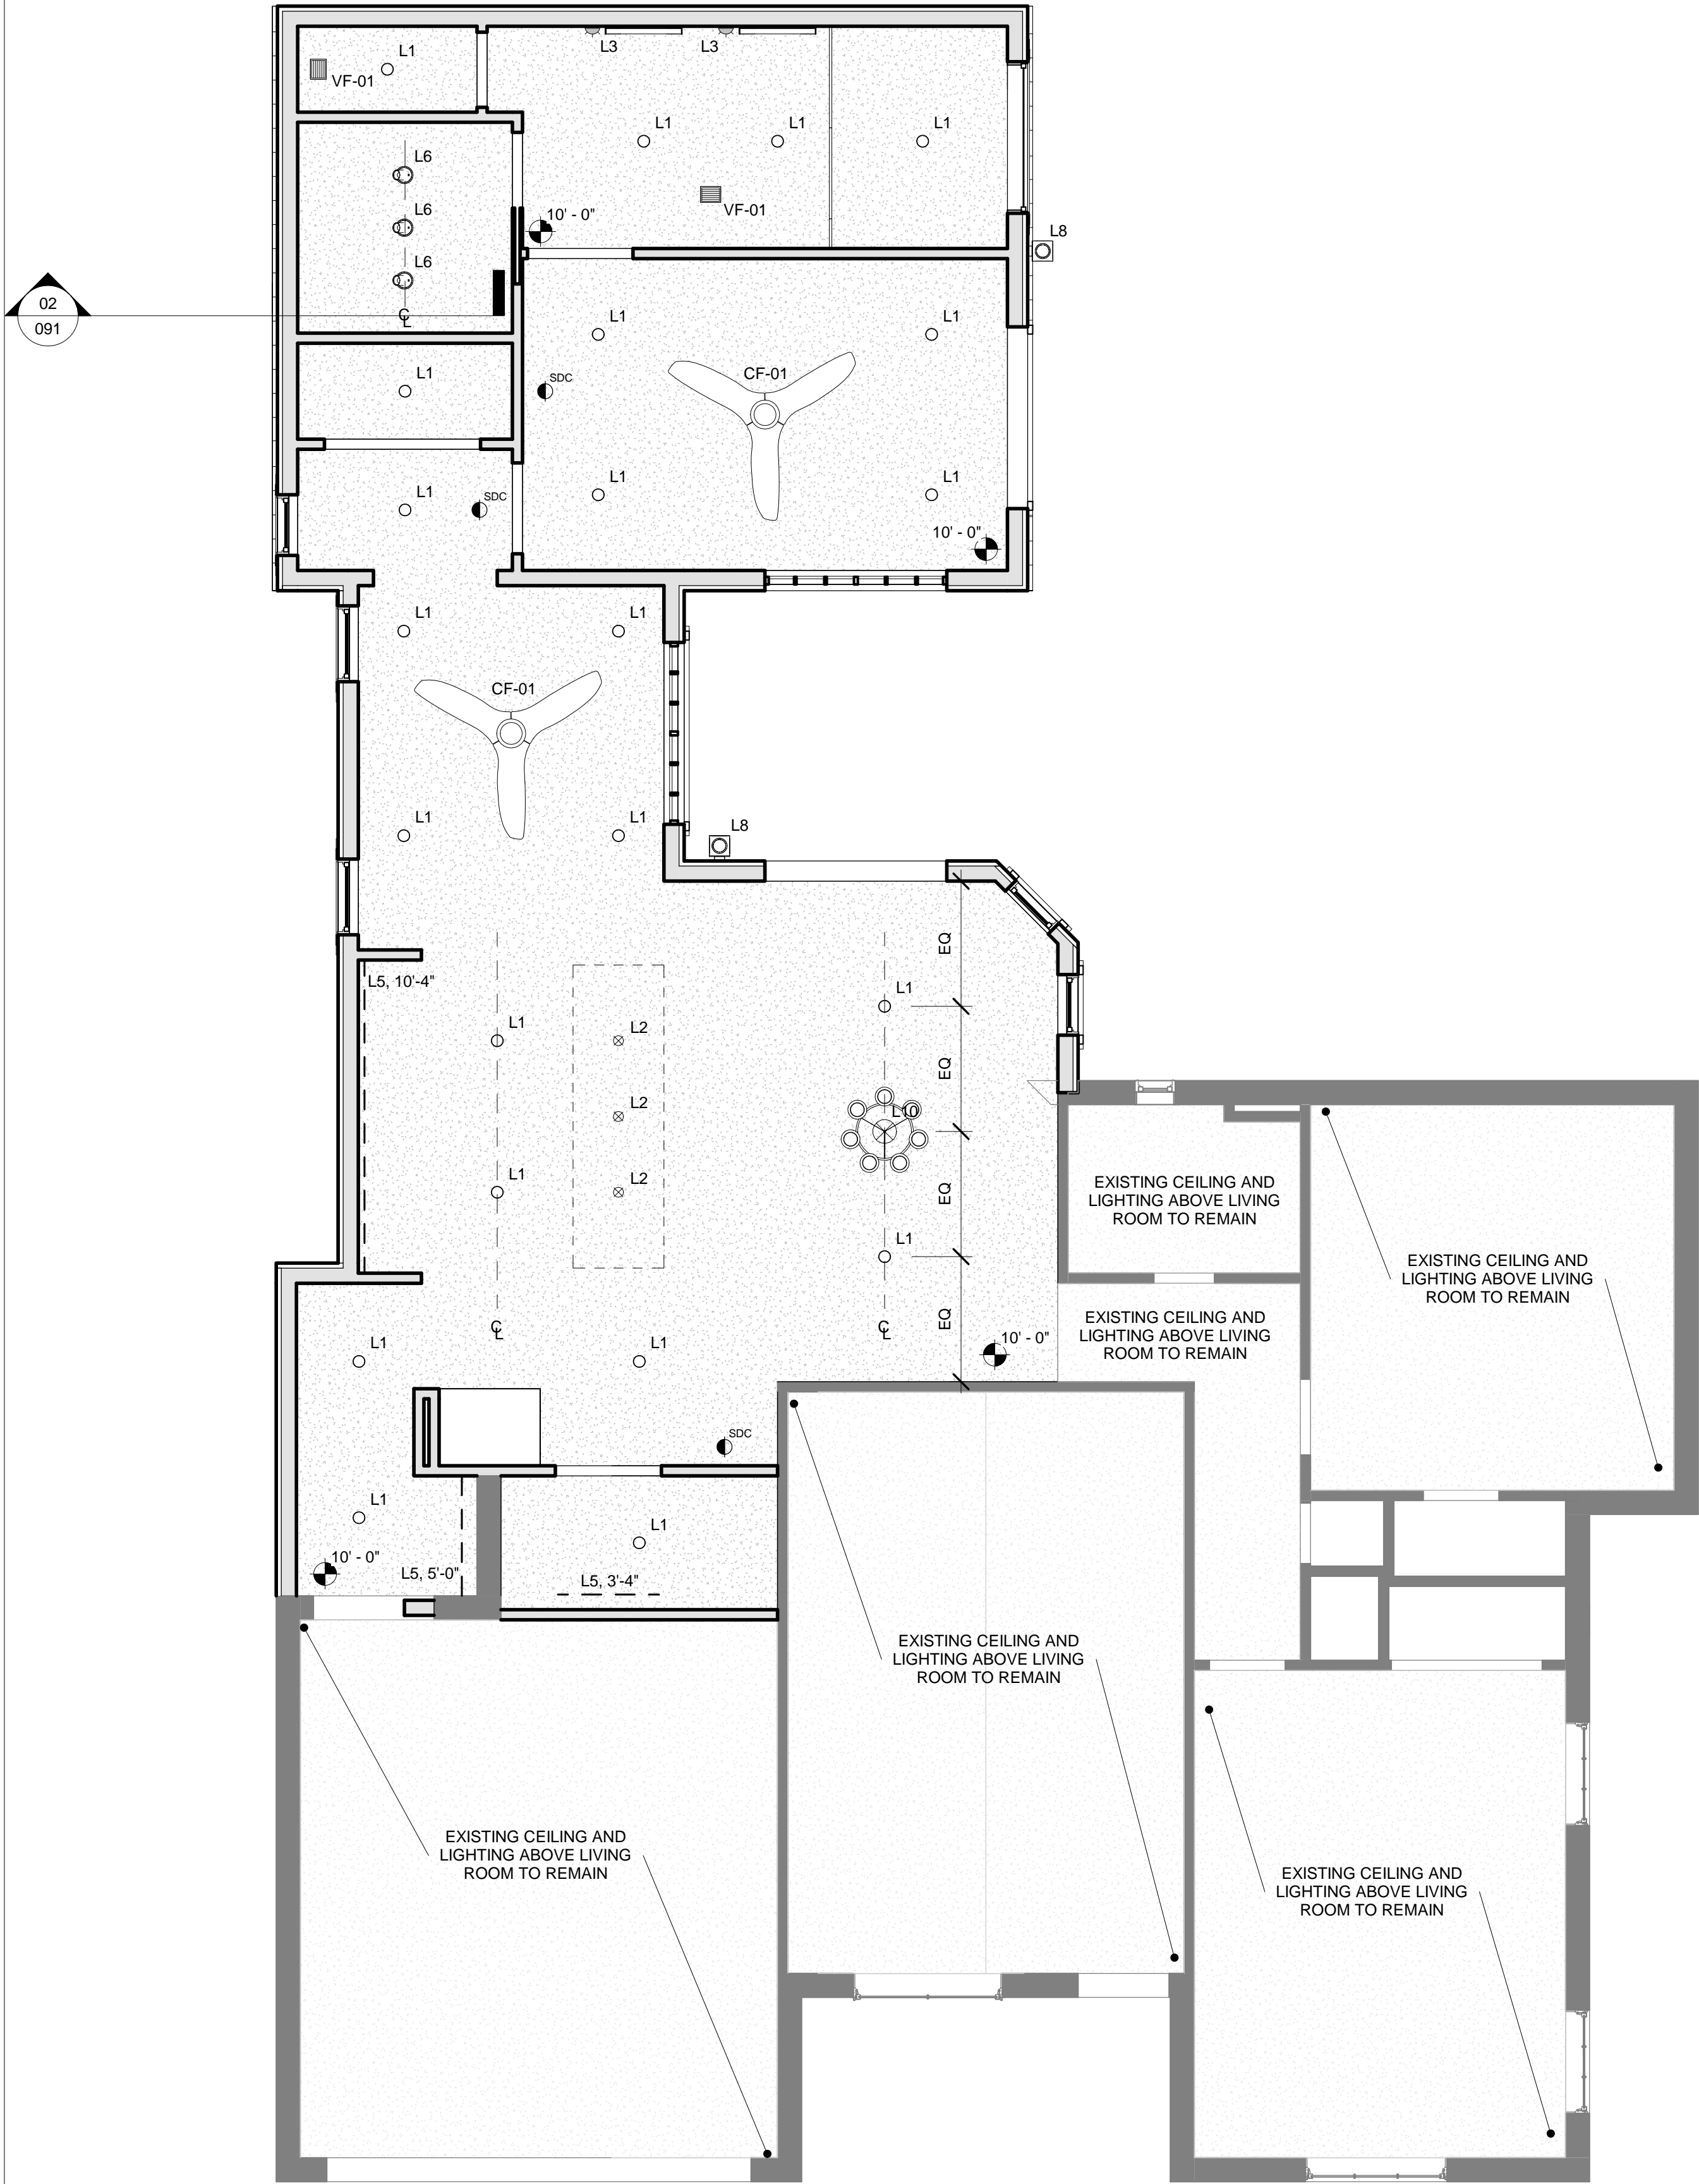 L1
L3
L3
VF-01
L1
L1
L1
L6
L6
VF-01
10' - 0"
L8
L6
02
091
℄
L1
L1
CF-01
L1
SDC
L1
L1
L1
SDC
10' - 0"
L1
L1
CF-01
L1
L1
L8
EQ
L5, 10'-4"
L1
L1
L2
EQ
L2
L10
L1
L2
EQ
EXISTING CEILING AND
LIGHTING ABOVE LIVING
ROOM TO REMAIN
L1
EXISTING CEILING AND
LIGHTING ABOVE LIVING
ROOM TO REMAIN
EQ
EXISTING CEILING AND
LIGHTING ABOVE LIVING
ROOM TO REMAIN
℄
℄
10' - 0"
L1
L1
SDC
L1
L1
10' - 0"
L5, 5'-0"
L5, 3'-4"
EXISTING CEILING AND
LIGHTING ABOVE LIVING
ROOM TO REMAIN
EXISTING CEILING AND
LIGHTING ABOVE LIVING
ROOM TO REMAIN
EXISTING CEILING AND
LIGHTING ABOVE LIVING
ROOM TO REMAIN